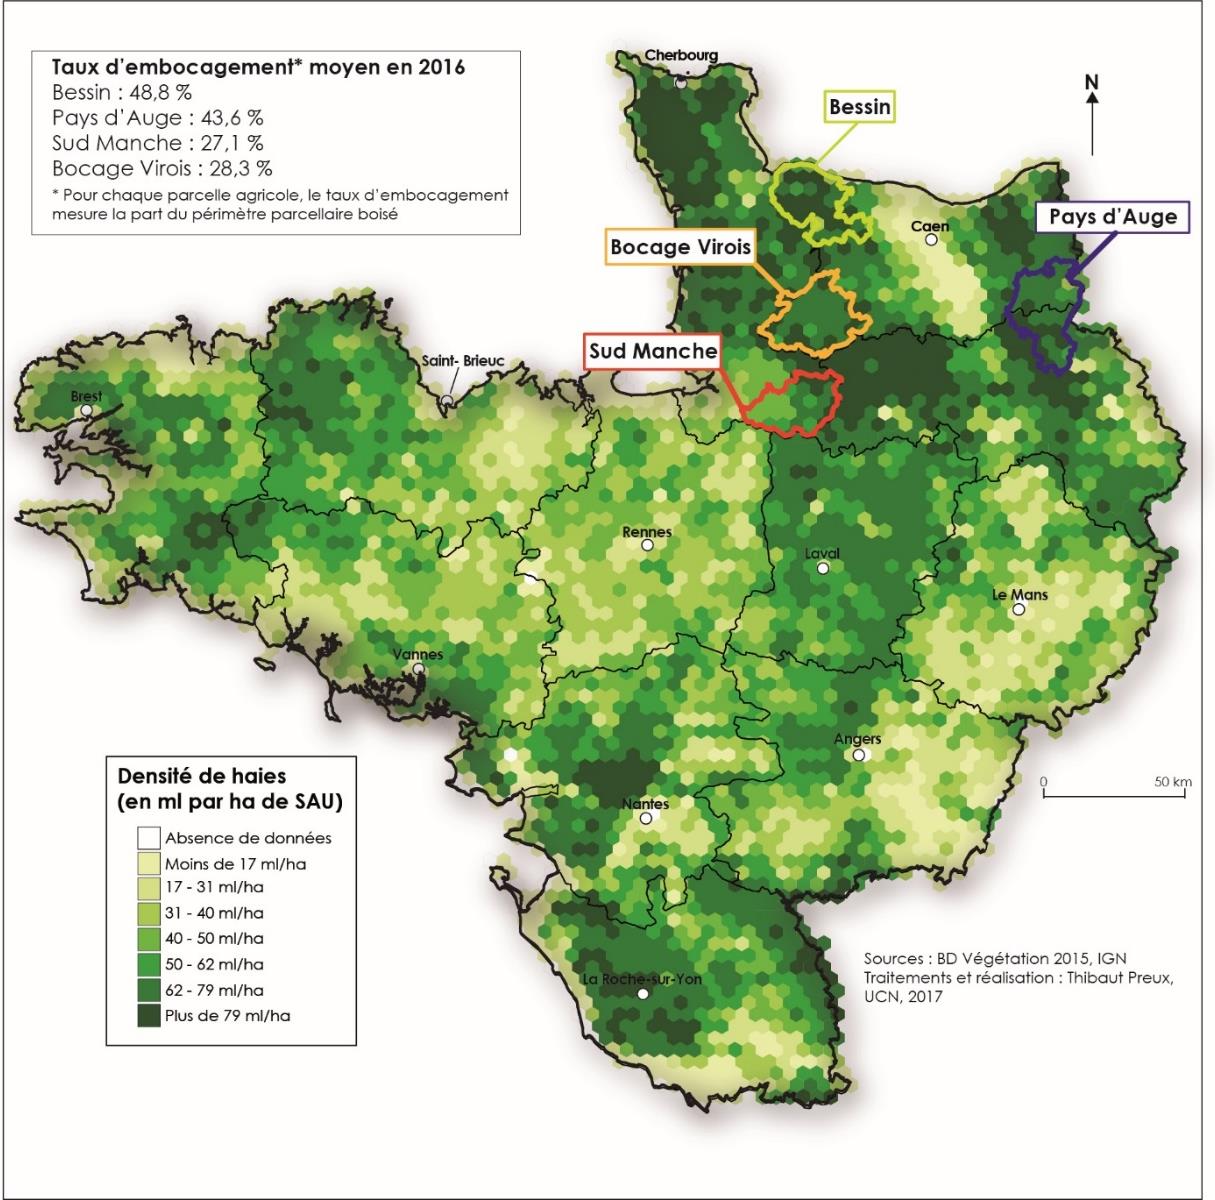 Taux d'embocagement* moyen en 2016
Bessin : 48,8 %
Pays d'Auge : 43,6 %
Sud Manche : 27,1 %
Bocage Virois : 28,3 %
* Pour chaque parcelle agricole, le taux d'embocagement
mesure la part du périmètre parcellaire boisé
Cherbourg
N
Bessin
Pays d'Auge
Caen
Bocage Virois
Sud Manche
Saint- Brieuc
Brest
Rennes
Laval
Le Mans
Vannes
Angers
Densité de haies
(en ml par ha de SAU)
Absence de données
Moins de 17 ml/ha
17 - 31 ml/ha
31 - 40 ml/ha
40 - 50 ml/ha
50 - 62 ml/ha
62 - 79 ml/ha
Plus de 79 ml/ha
0 50 km
Nantes
La Roche-sur-Yon
Sources : BD Végétation 2015, IGN
Traitements et réalisation : Thibaut Preux,
UCN, 2017